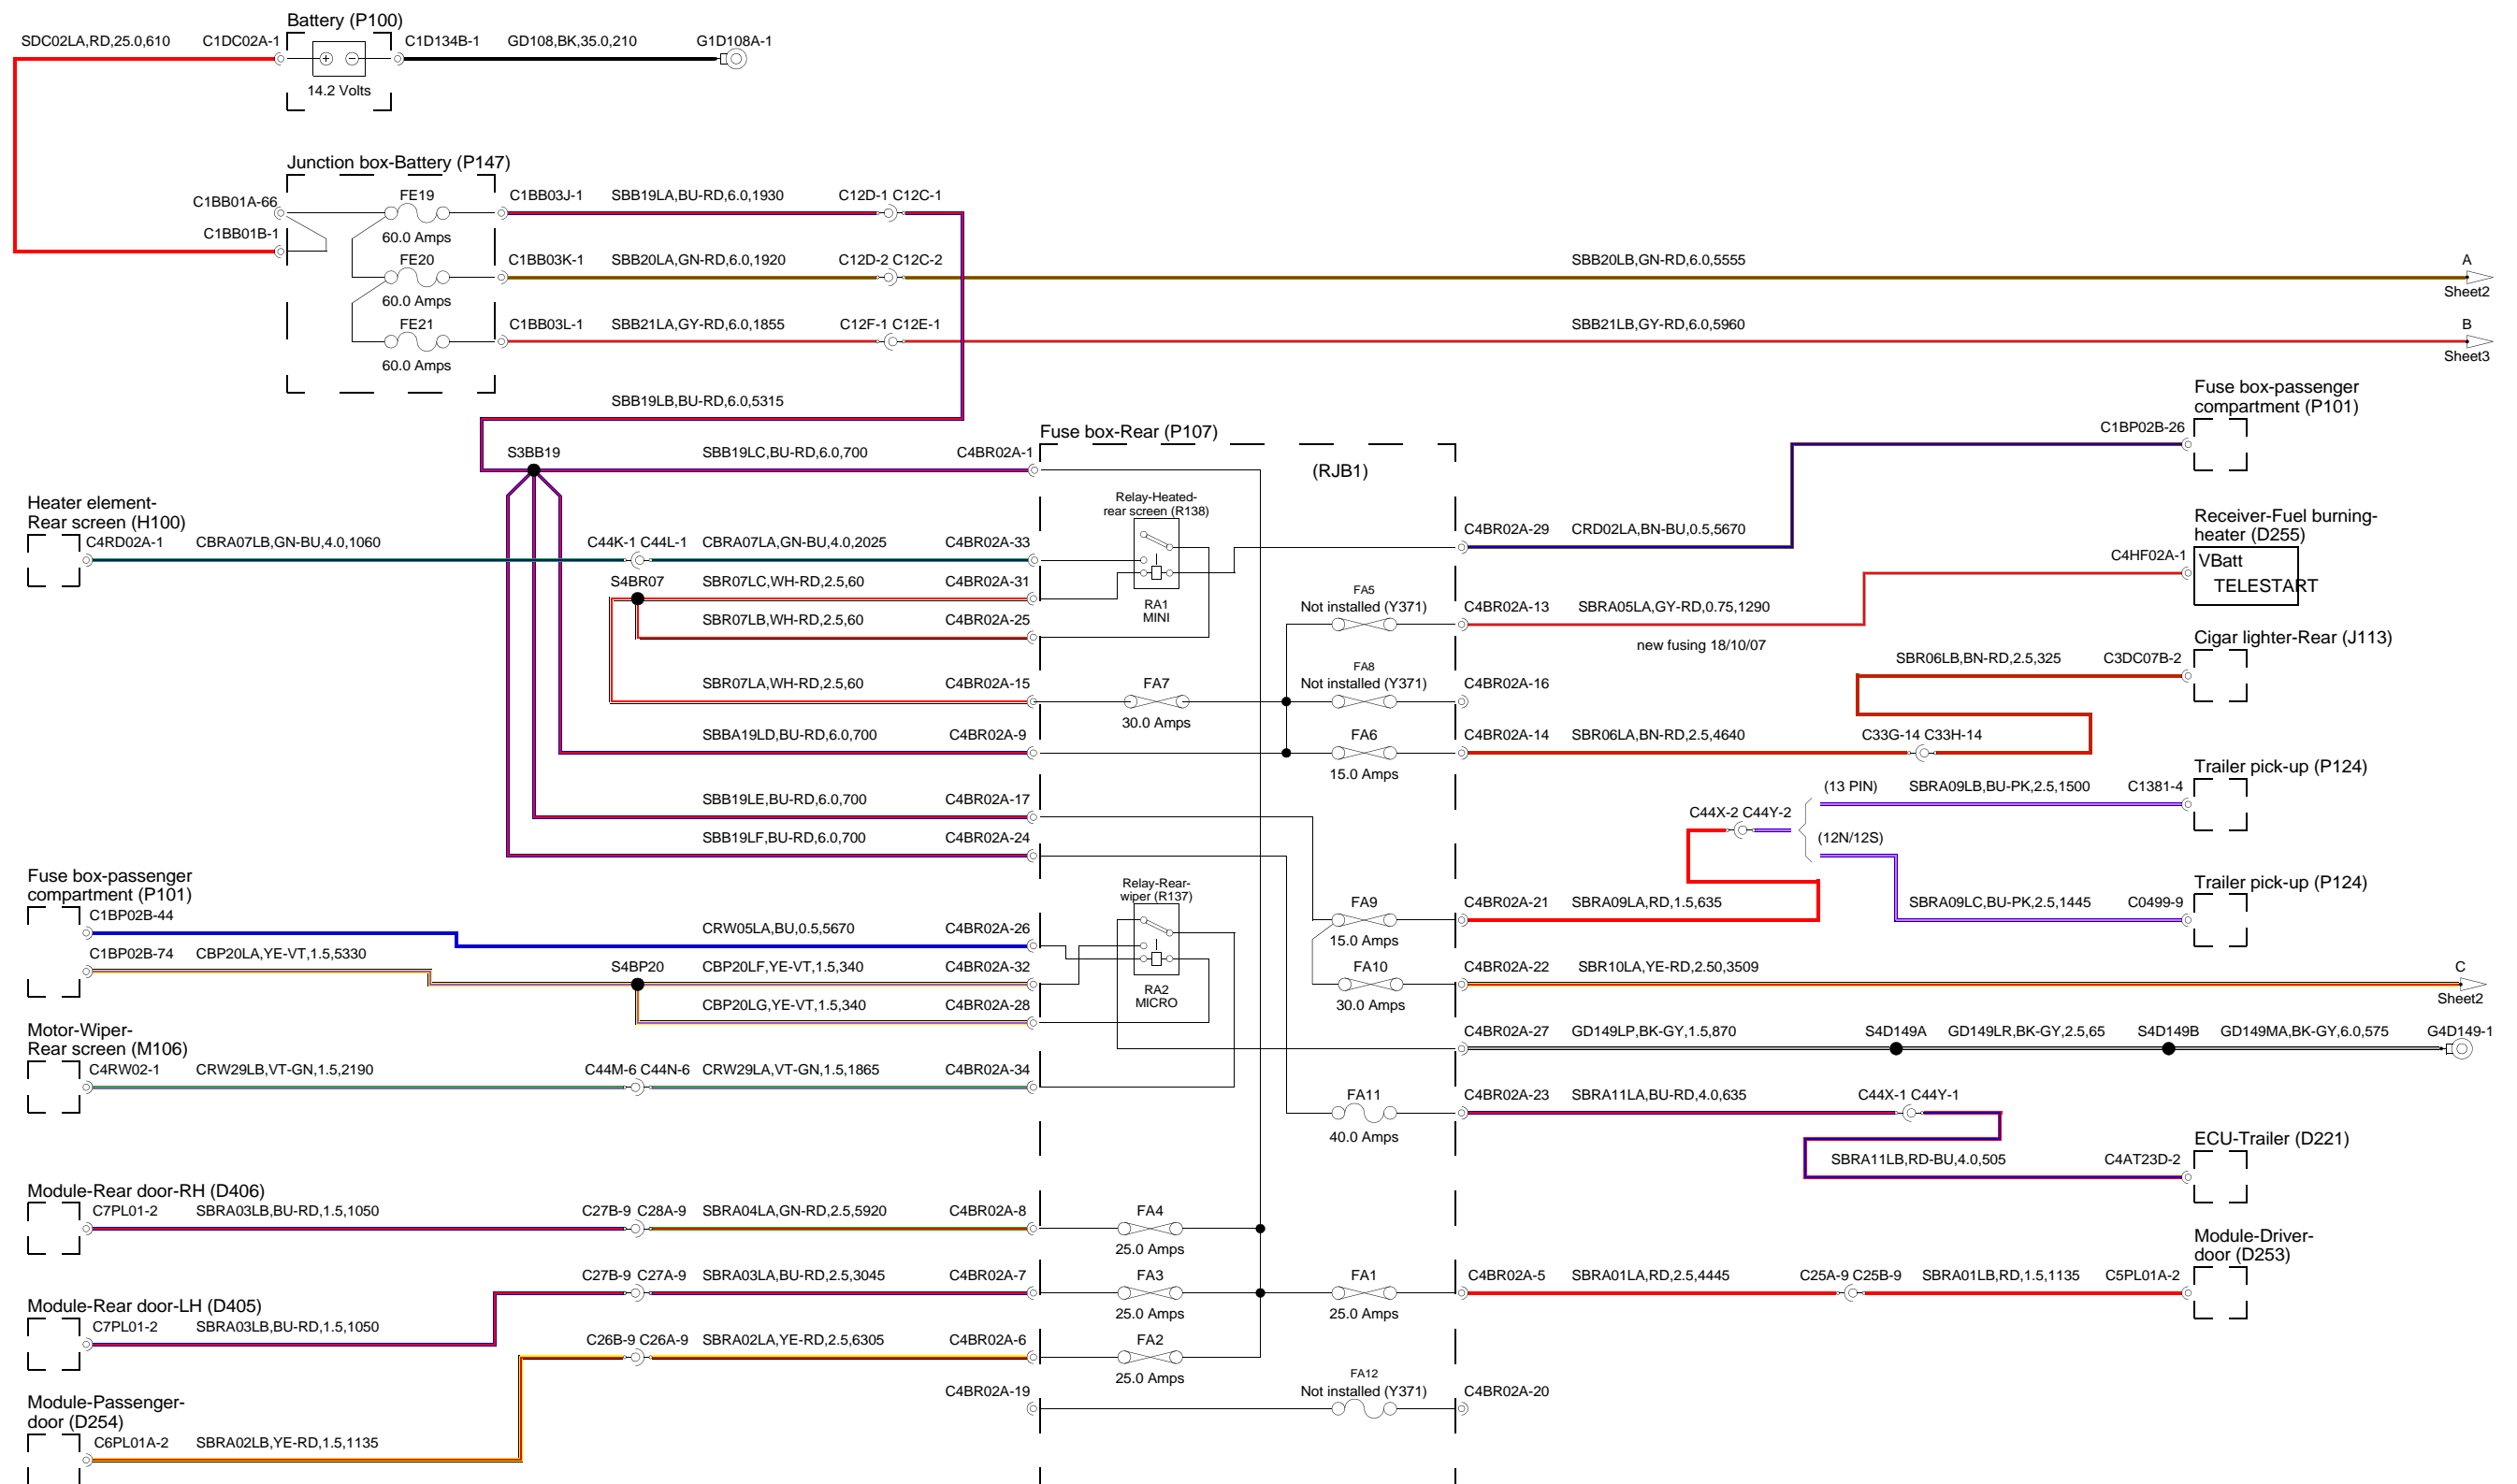 Battery (P100)
SDC02LA,RD,25.0,610 C1DC02A-1 C1D134B-1 GD108,BK,35.0,210 G1D108A-1
14.2 Volts
Junction box-Battery (P147)
C1BB01A-66 FE19 C1BB03J-1 SBB19LA,BU-RD,6.0,1930 C12D-1 C12C-1
C1BB01B-1 60.0 Amps
FE20 C1BB03K-1 SBB20LA,GN-RD,6.0,1920 C12D-2 C12C-2 SBB20LB,GN-RD,6.0,5555 A
60.0 Amps Sheet2
FE21 C1BB03L-1 SBB21LA,GY-RD,6.0,1855 C12F-1 C12E-1 SBB21LB,GY-RD,6.0,5960 B
60.0 Amps Sheet3
SBB19LB,BU-RD,6.0,5315
Fuse box-passenger
compartment (P101)
C1BP02B-26
Fuse box-Rear (P107)
(RJB1)
S3BB19 SBB19LC,BU-RD,6.0,700 C4BR02A-1
Heater element-
Rear screen (H100)
C4RD02A-1 CBRA07LB,GN-BU,4.0,1060 C44K-1 C44L-1 CBRA07LA,GN-BU,4.0,2025 C4BR02A-33
Relay-Heated-
rear screen (R138)
RA1
MINI
C4BR02A-29 CRD02LA,BN-BU,0.5,5670
Receiver-Fuel burning-
heater (D255)
C4HF02A-1 VBatt
TELESTART
S4BR07 SBR07LC,WH-RD,2.5,60 C4BR02A-31
SBR07LB,WH-RD,2.5,60 C4BR02A-25
FA5
Not installed (Y371) C4BR02A-13 SBRA05LA,GY-RD,0.75,1290
new fusing 18/10/07
Cigar lighter-Rear (J113)
SBR06LB,BN-RD,2.5,325 C3DC07B-2
SBR07LA,WH-RD,2.5,60 C4BR02A-15 FA7
30.0 Amps
FA8
Not installed (Y371) C4BR02A-16
SBBA19LD,BU-RD,6.0,700 C4BR02A-9 FA6 C4BR02A-14 SBR06LA,BN-RD,2.5,4640 C33G-14 C33H-14
15.0 Amps
Trailer pick-up (P124)
(13 PIN) SBRA09LB,BU-PK,2.5,1500 C1381-4
SBB19LE,BU-RD,6.0,700 C4BR02A-17
C44X-2 C44Y-2
(12N/12S)
SBB19LF,BU-RD,6.0,700 C4BR02A-24
Trailer pick-up (P124)
SBRA09LC,BU-PK,2.5,1445 C0499-9
Fuse box-passenger
compartment (P101)
C1BP02B-44
CRW05LA,BU,0.5,5670 C4BR02A-26
Relay-Rear-
wiper (R137)
RA2
MICRO
FA9 C4BR02A-21 SBRA09LA,RD,1.5,635
15.0 Amps
C1BP02B-74 CBP20LA,YE-VT,1.5,5330 S4BP20 CBP20LF,YE-VT,1.5,340 C4BR02A-32
CBP20LG,YE-VT,1.5,340 C4BR02A-28
FA10 C4BR02A-22 SBR10LA,YE-RD,2.50,3509 C
30.0 Amps Sheet2
C4BR02A-27 GD149LP,BK-GY,1.5,870 S4D149A GD149LR,BK-GY,2.5,65 S4D149B GD149MA,BK-GY,6.0,575 G4D149-1
Motor-Wiper-
Rear screen (M106)
C4RW02-1 CRW29LB,VT-GN,1.5,2190 C44M-6 C44N-6 CRW29LA,VT-GN,1.5,1865 C4BR02A-34
FA11 C4BR02A-23 SBRA11LA,BU-RD,4.0,635 C44X-1 C44Y-1
40.0 Amps
ECU-Trailer (D221)
SBRA11LB,RD-BU,4.0,505 C4AT23D-2
Module-Rear door-RH (D406)
C7PL01-2 SBRA03LB,BU-RD,1.5,1050 C27B-9 C28A-9 SBRA04LA,GN-RD,2.5,5920 C4BR02A-8 FA4
25.0 Amps
Module-Driver-
door (D253)
C27B-9 C27A-9 SBRA03LA,BU-RD,2.5,3045 C4BR02A-7 FA3 FA1 C4BR02A-5 SBRA01LA,RD,2.5,4445 C25A-9 C25B-9 SBRA01LB,RD,1.5,1135 C5PL01A-2
25.0 Amps 25.0 Amps
Module-Rear door-LH (D405)
C7PL01-2 SBRA03LB,BU-RD,1.5,1050
C26B-9 C26A-9 SBRA02LA,YE-RD,2.5,6305 C4BR02A-6 FA2
25.0 Amps
C4BR02A-19 FA12
Not installed (Y371) C4BR02A-20
Module-Passenger-
door (D254)
C6PL01A-2 SBRA02LB,YE-RD,1.5,1135